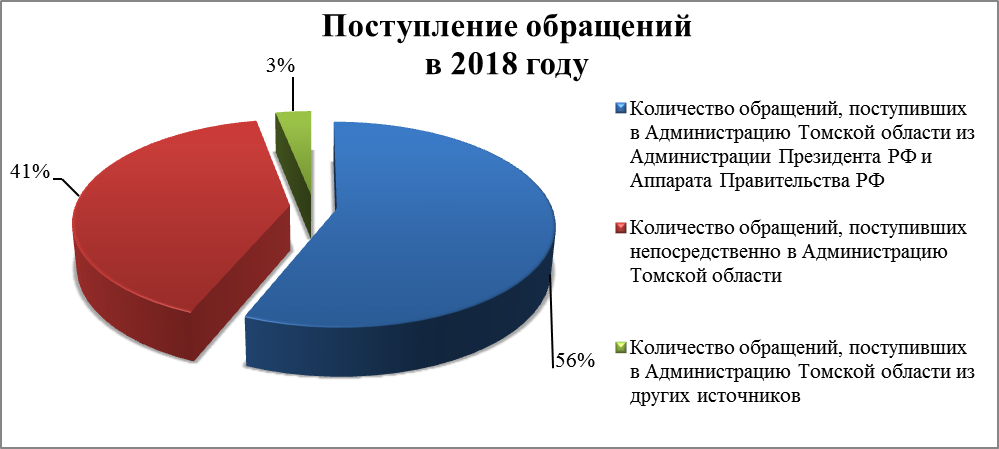 Поступление обращений
в 2018 году
3%
41%
56%
Количество обращений, поступивших
в Администрацию Томской области из
Администрации Президента РФ и
Аппарата Правительства РФ
Количество обращений, поступивших
непосредственно в Администрацию
Томской области
Количество обращений, поступивших
в Администрацию Томской области из
других источников